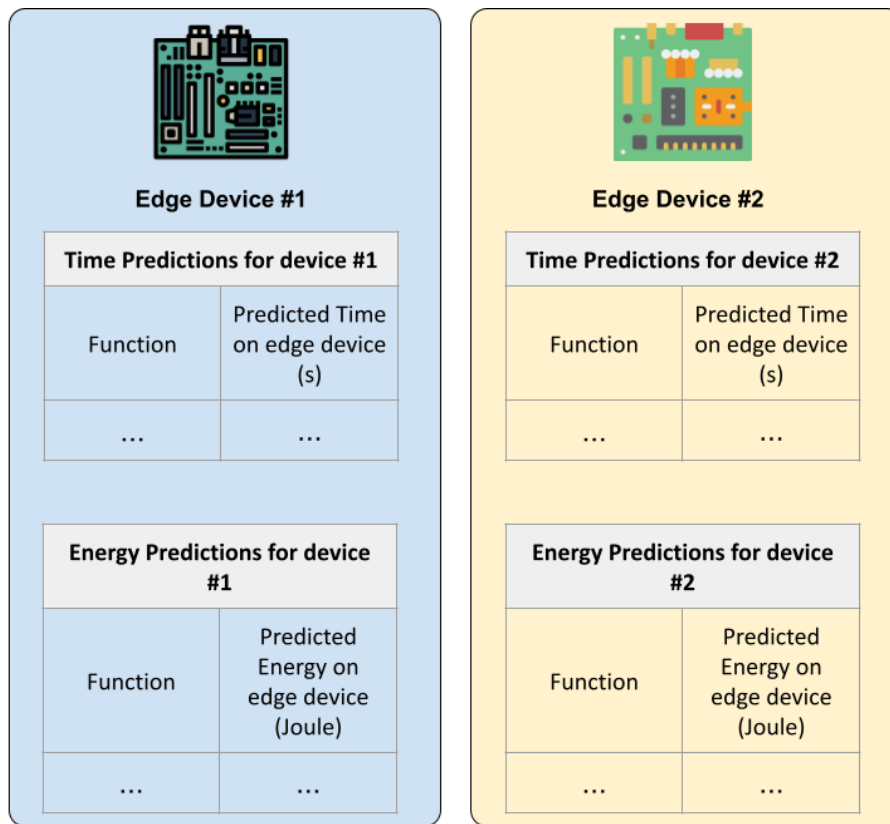 Edge Device #1
Time Predictions for device #1
Function
Predicted Time
on edge device
(s)
...
...
Energy Predictions for device
#1
Function
Predicted
Energy on
edge device
(Joule)
...
...
Edge Device #2
Time Predictions for device #2
Function
Predicted Time
on edge device
(s)
...
...
Energy Predictions for device
#2
Function
Predicted
Energy on
edge device
(Joule)
...
...